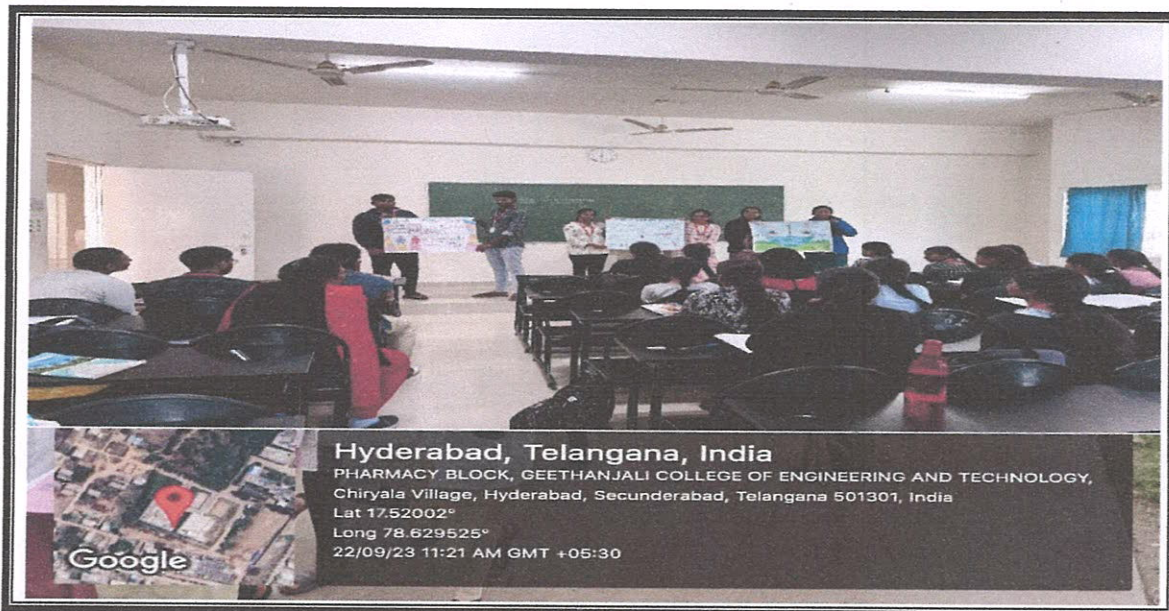 Hyderabad, Telangana, India
PHARMACY BLOCK, GEETHANJALI COLLEGE OF ENGINEERING AND TECHNOLOGY,
Chiryala Village, Hyderabad, Secunderabad, Telangana 501301, India
Lat 17.52002°
Long 78.629525°
22/09/23 11:21 AM GMT +05:30
Google